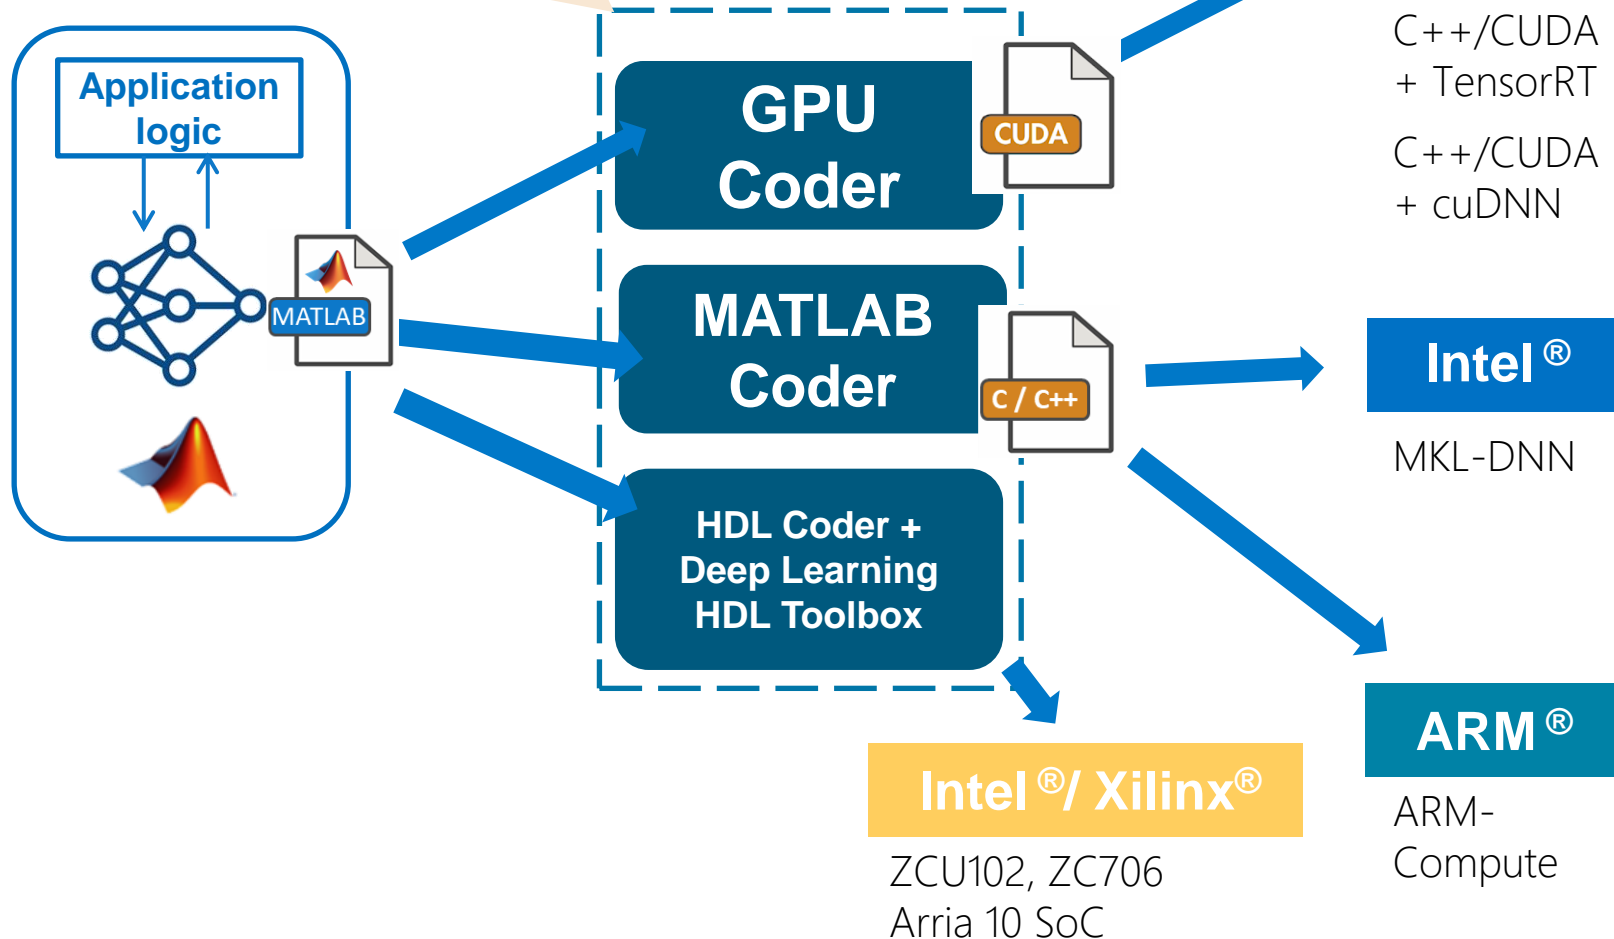 Application
logic
MATLAB
GPU
Coder
CUDA
MATLAB
Coder
C / C++
HDL Coder +
Deep Learning
HDL Toolbox
C++/CUDA
+ TensorRT
C++/CUDA
+ cuDNN
Intel ®
MKL-DNN
ARM ®
ARM-
Compute
Intel ®/ Xilinx®
ZCU102, ZC706
Arria 10 SoC